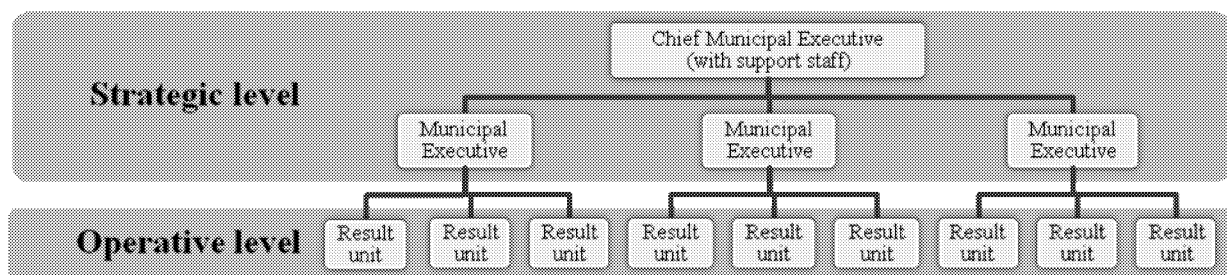 Chief Municipal Executive
(with support staff)
Strategic level
Municipal
Executive
Municipal
Executive
Municipal
Executive
Operative level
Result
unit
Result
unit
Result
unit
Result
unit
Result
unit
Result
unit
Result
unit
Result
unit
Result
unit